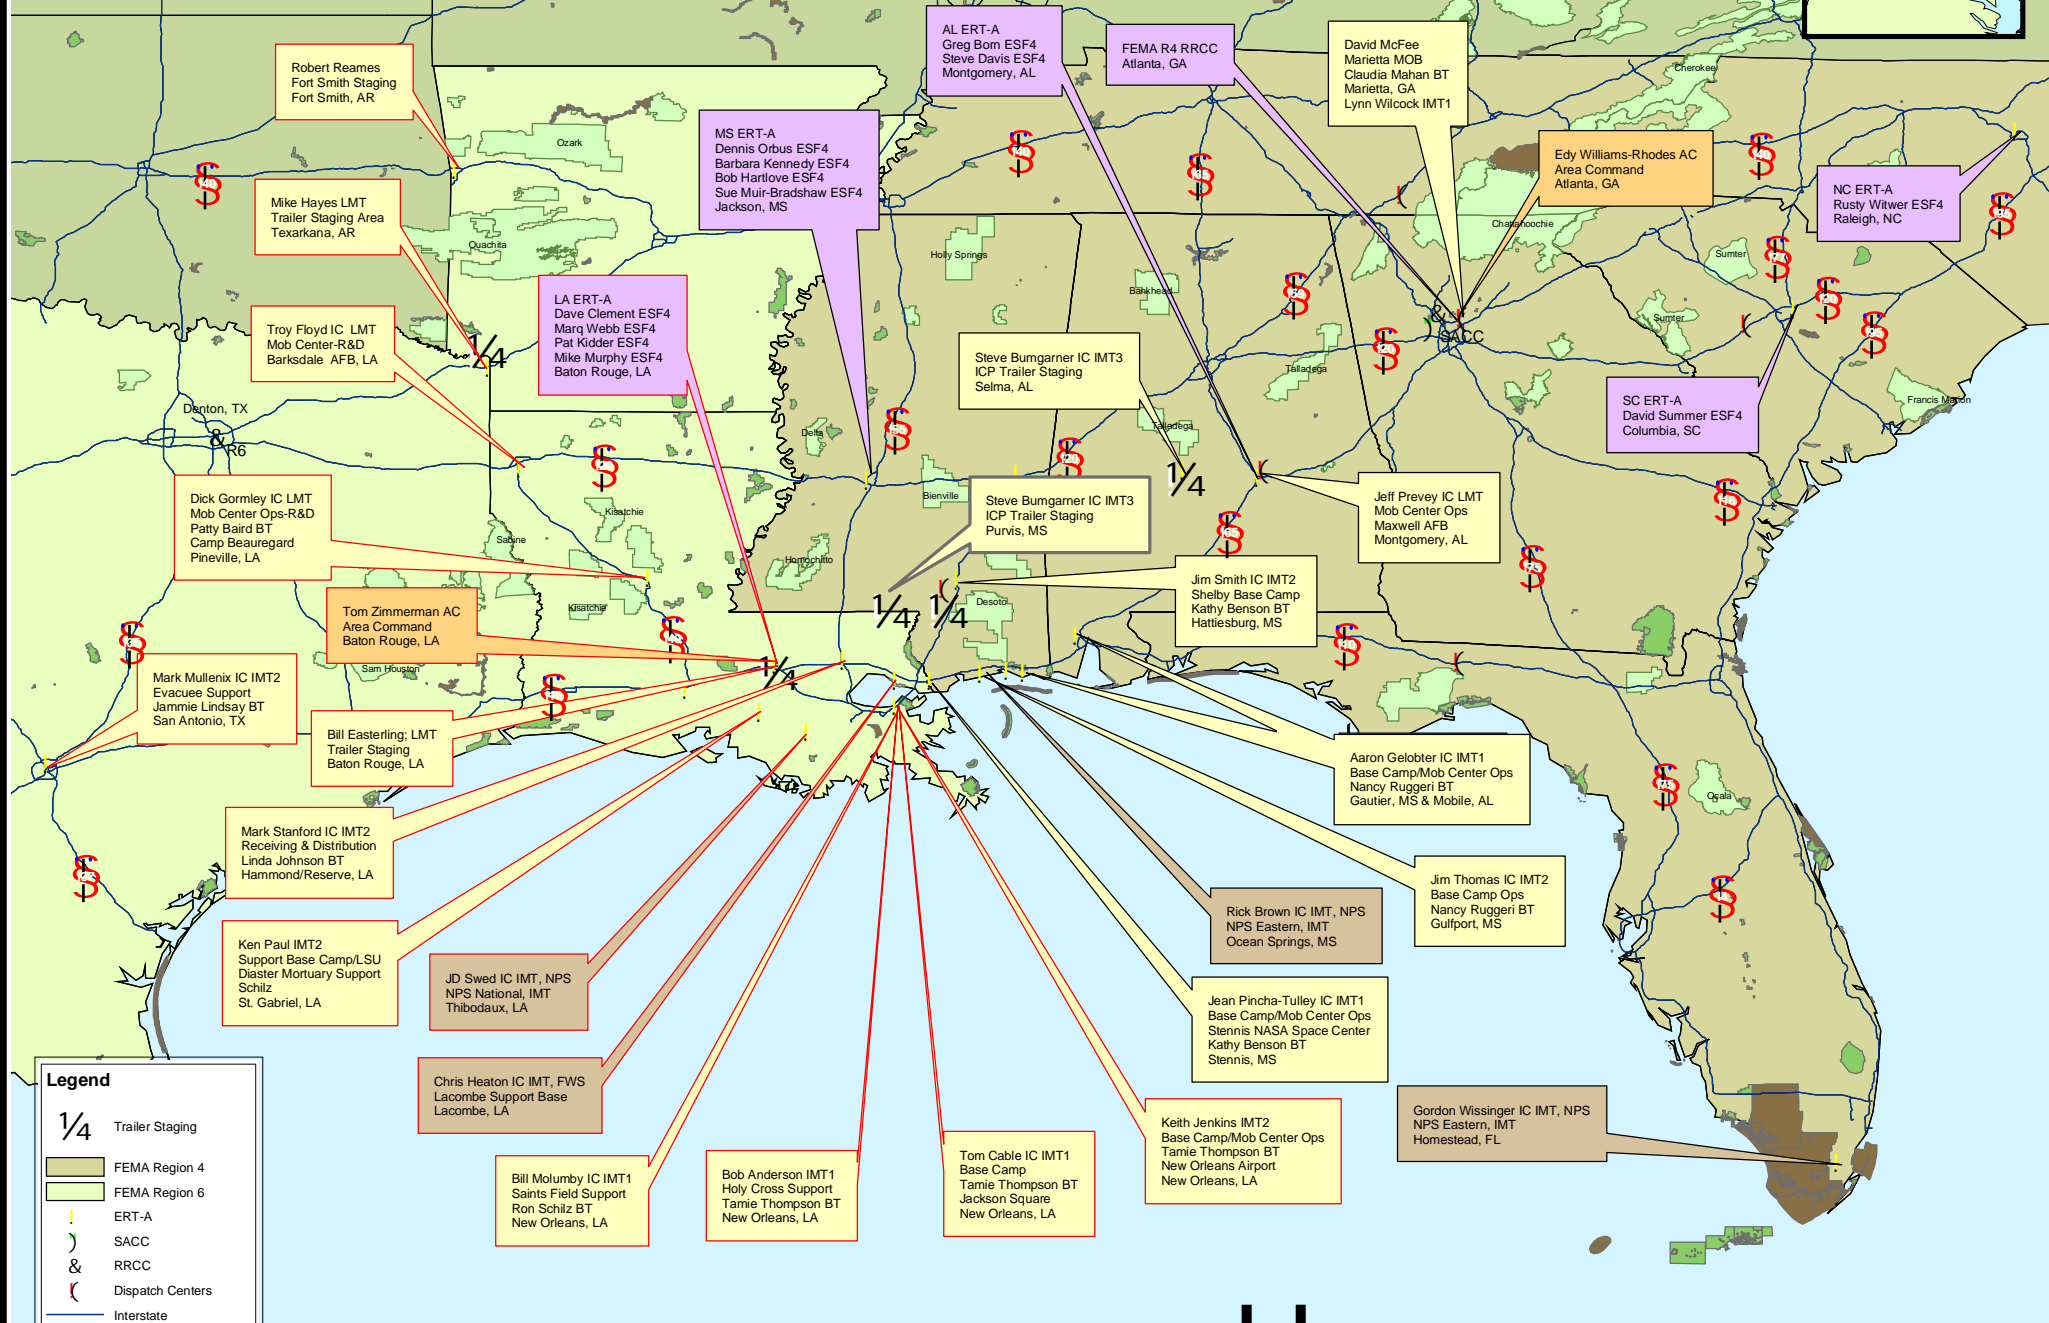 Robert Reames
Fort Smith Staging
Fort Smith, AR
AL ERT-A
Greg Born ESF4
Steve Davis ESF4
Montgomery, AL
FEMA R4 RRCC
Atlanta, GA
David McFee
Marietta MOB
Claudia Mahan BT
Marietta, GA
Lynn Wilcock IMT1
Cherokee
MS ERT-A
Dennis Orbus ESF4
Barbara Kennedy ESF4
Bob Hartlove ESF4
Sue Muir-Bradshaw ESF4
Jackson, MS
Ozark
Edy Williams-Rhodes AC
Area Command
Atlanta, GA
NC ERT-A
Rusty Witwer ESF4
Raleigh, NC
Mike Hayes LMT
Trailer Staging Area
Texarkana, AR
Ouachita
Holly Springs
Chattahoochie
Sumter
Bankhead
LA ERT-A
Dave Clement ESF4
Marq Webb ESF4
Pat Kidder ESF4
Mike Murphy ESF4
Baton Rouge, LA
Troy Floyd IC  LMT
Mob Center-R&D
Barksdale  AFB, LA
1/4
Sumter
&
SACC
Steve Bumgarner IC IMT3
ICP Trailer Staging
Selma, AL
Talladega
SC ERT-A
David Summer ESF4
Columbia, SC
Francis Marion
Denton, TX
&
R6
Delta
Talladega
1/4
Dick Gormley IC LMT
Mob Center Ops-R&D
Patty Baird BT
Camp Beauregard
Pineville, LA
Kisatchie
Sabine
Bienville
Steve Bumgarner IC IMT3
ICP Trailer Staging
Purvis, MS
Jeff Prevey IC LMT
Mob Center Ops
Maxwell AFB
Montgomery, AL
Homochitto
Jim Smith IC IMT2
Shelby Base Camp
Kathy Benson BT
Hattiesburg, MS
Tom Zimmerman AC
Area Command
Baton Rouge, LA
Kisatchie
1/4
1/4
Desoto
Sam Houston
1/4
Mark Mullenix IC IMT2
Evacuee Support
Jammie Lindsay BT
San Antonio, TX
Bill Easterling; LMT
Trailer Staging
Baton Rouge, LA
Aaron Gelobter IC IMT1
Base Camp/Mob Center Ops
Nancy Ruggeri BT
Gautier, MS & Mobile, AL
Ocala
Mark Stanford IC IMT2
Receiving & Distribution
Linda Johnson BT
Hammond/Reserve, LA
Jim Thomas IC IMT2
Base Camp Ops
Nancy Ruggeri BT
Gulfport, MS
Rick Brown IC IMT, NPS
NPS Eastern, IMT
Ocean Springs, MS
Ken Paul IMT2
Support Base Camp/LSU
Diaster Mortuary Support
Schilz
St. Gabriel, LA
JD Swed IC IMT, NPS
NPS National, IMT
Thibodaux, LA
Jean Pincha-Tulley IC IMT1
Base Camp/Mob Center Ops
Stennis NASA Space Center
Kathy Benson BT
Stennis, MS
Chris Heaton IC IMT, FWS
Lacombe Support Base
Lacombe, LA
Gordon Wissinger IC IMT, NPS
NPS Eastern, IMT
Homestead, FL
Bill Molumby IC IMT1
Saints Field Support
Ron Schilz BT
New Orleans, LA
Bob Anderson IMT1
Holy Cross Support
Tamie Thompson BT
New Orleans, LA
Tom Cable IC IMT1
Base Camp
Tamie Thompson BT
Jackson Square
New Orleans, LA
Keith Jenkins IMT2
Base Camp/Mob Center Ops
Tamie Thompson BT
New Orleans Airport
New Orleans, LA
Legend
1/4 Trailer Staging
FEMA Region 4
FEMA Region 6
! ERT-A
) SACC
& RRCC
( Dispatch Centers
Interstate